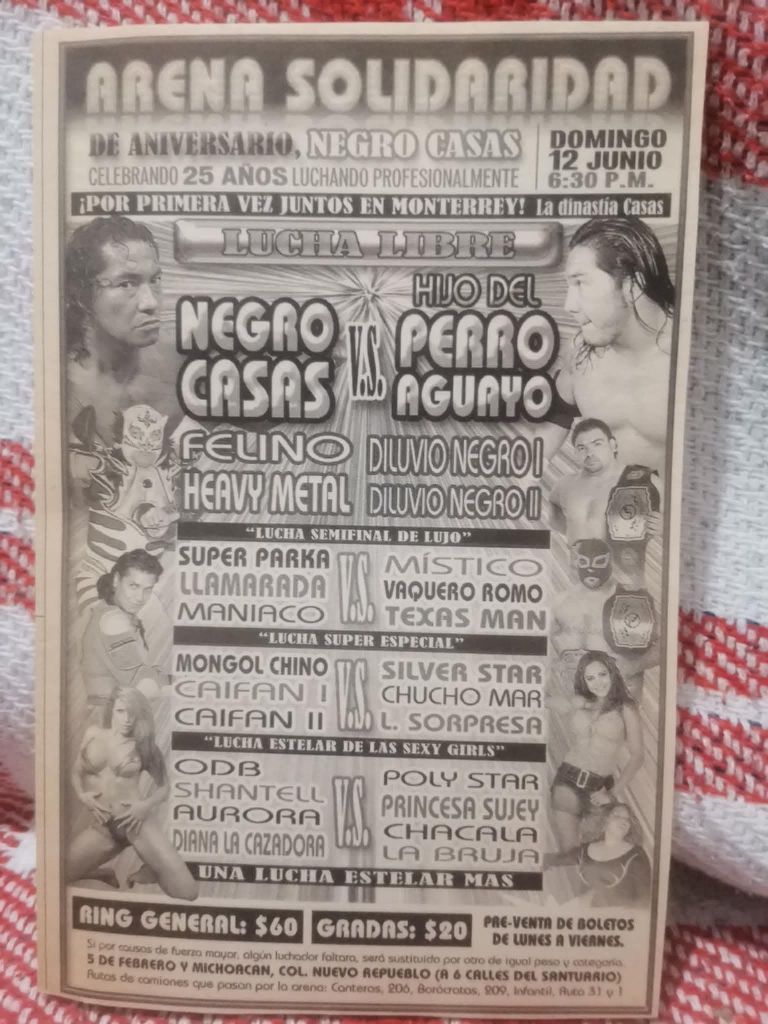 ARENA SOLIDARIDAD
DE ANIVERSARIO, NEGRO CASAS
CELEBRANDO 25 AÑOS LUCHANDO PROFESIONALMENTE
DOMINGO
12 JUNIO
6:30 P.M.
¡POR PRIMERA VEZ JUNTOS EN MONTERREY! La dinastía Casas
LUCHA LIBRE
NEGRO
CASAS
V.S.
HIJO DEL
PERRO
AGUAYO
FELINO
HEAVY METAL
DILUVIO NEGRO I
DILUVIO NEGRO II
"LUCHA SEMIFINAL DE LUJO"
SUPER PARKA
LLAMARADA
MANIACO
V.S.
MÍSTICO
VAQUERO ROMO
TEXAS MAN
"LUCHA SUPER ESPECIAL"
MONGOL CHINO
CAIFAN I
CAIFAN II
V.S.
SILVER STAR
CHUCHO MAR
L. SORPRESA
"LUCHA ESTELAR DE LAS SEXY GIRLS"
ODB
SHANTELL
AURORA
DIANA LA CAZADORA
V.S.
POLY STAR
PRINCESA SUJEY
CHACALA
LA BRUJA
UNA LUCHA ESTELAR MAS
RING GENERAL: $60
GRADAS: $20
PRE-VENTA DE BOLETOS
DE LUNES A VIERNES.
Si por causas de fuerza mayor, algún luchador faltara, será sustituido por otro de igual peso y categoría.
5 DE FEBRERO Y MICHOACAN, COL. NUEVO REPUEBLO (A 6 CALLES DEL SANTUARIO)
Rutas de camiones que pasan por la arena: Canteras, 206, Burócratas, 209, Infantil, Ruta 31 y 1